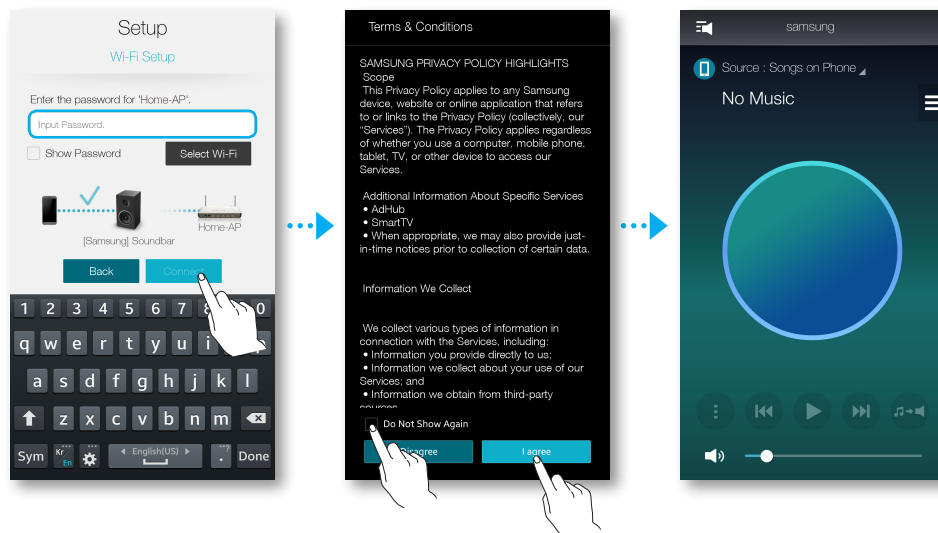 Setup
Wi-Fi Setup
Enter the password for 'Home-AP'.
Input Password.
Show Password
Select Wi-Fi
Home-AP
[Samsung] Soundbar
Back
Connect
1 2 3 4 5 6 7 8 0
q w e r t y u i p
a s d f g h j k l
z x c v b n m
Sym Kr En English(US) .?  Done
Terms & Conditions
SAMSUNG PRIVACY POLICY HIGHLIGHTS
Scope
This Privacy Policy applies to any Samsung
device, website or online application that refers
to or links to the Privacy Policy (collectively, our
“Services”). The Privacy Policy applies regardless
of whether you use a computer, mobile phone,
tablet, TV, or other device to access our
Services.
Additional Information About Specific Services
• AdHub
• SmartTV
• When appropriate, we may also provide just-
in-time notices prior to collection of certain data.
Information We Collect
We collect various types of information in
connection with the Services, including:
• Information you provide directly to us;
• Information we collect about your use of our
Services; and
• Information we obtain from third-party
sources
Do Not Show Again
Disagree
I agree
samsung
Source : Songs on Phone
No Music